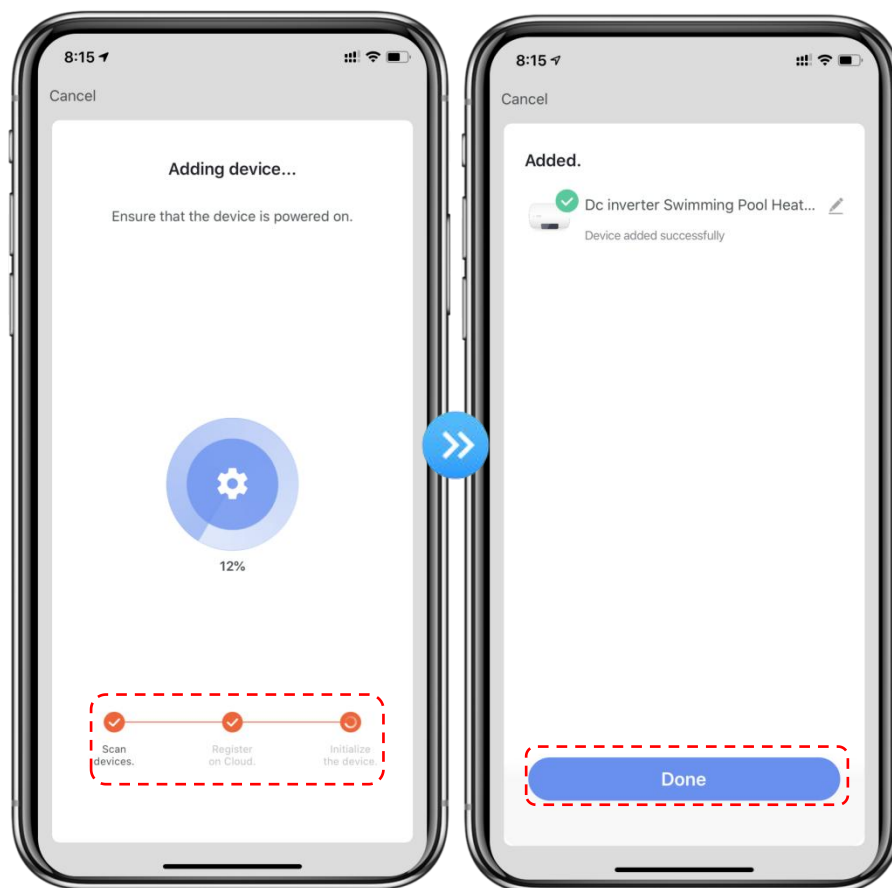 8:15
Cancel
Adding device...
Ensure that the device is powered on.
12%
Scan
devices.
Register
on Cloud.
Initialize
the device.
8:15
Cancel
Added.
Dc inverter Swimming Pool Heat...
Device added successfully
Done